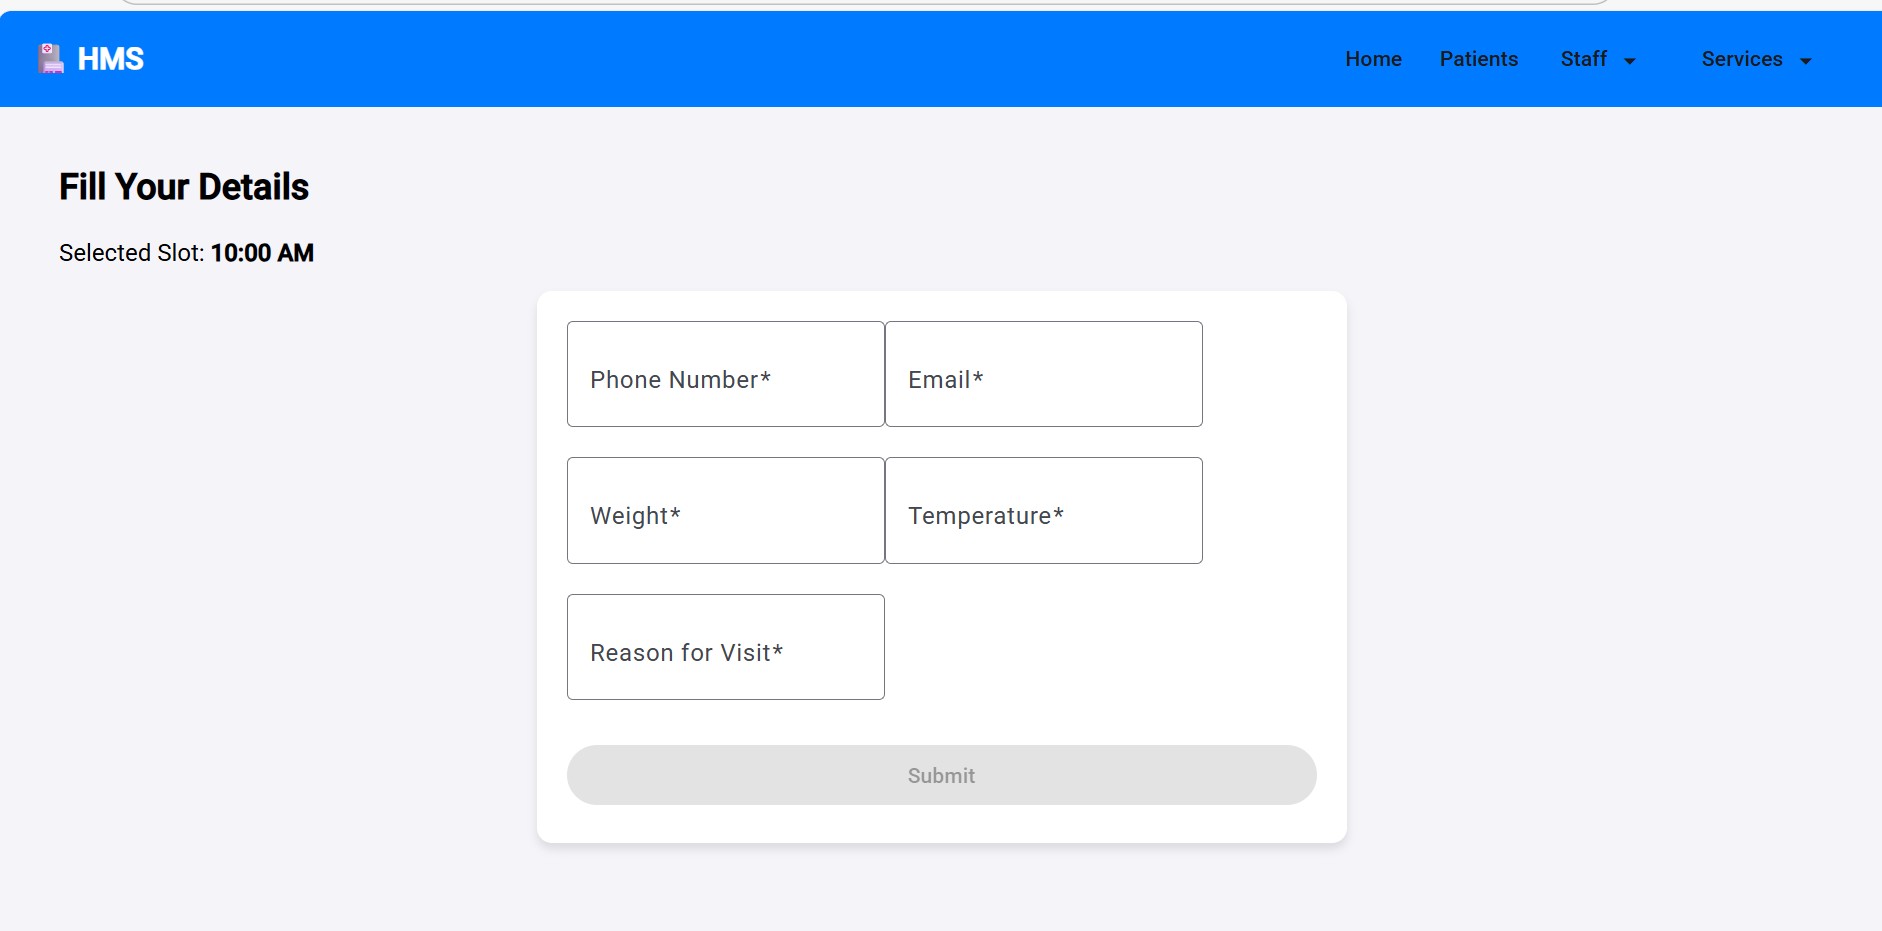 HMS
Home Patients Staff Services
Fill Your Details
Selected Slot: 10:00 AM
Phone Number* Email*
Weight* Temperature*
Reason for Visit*
Submit